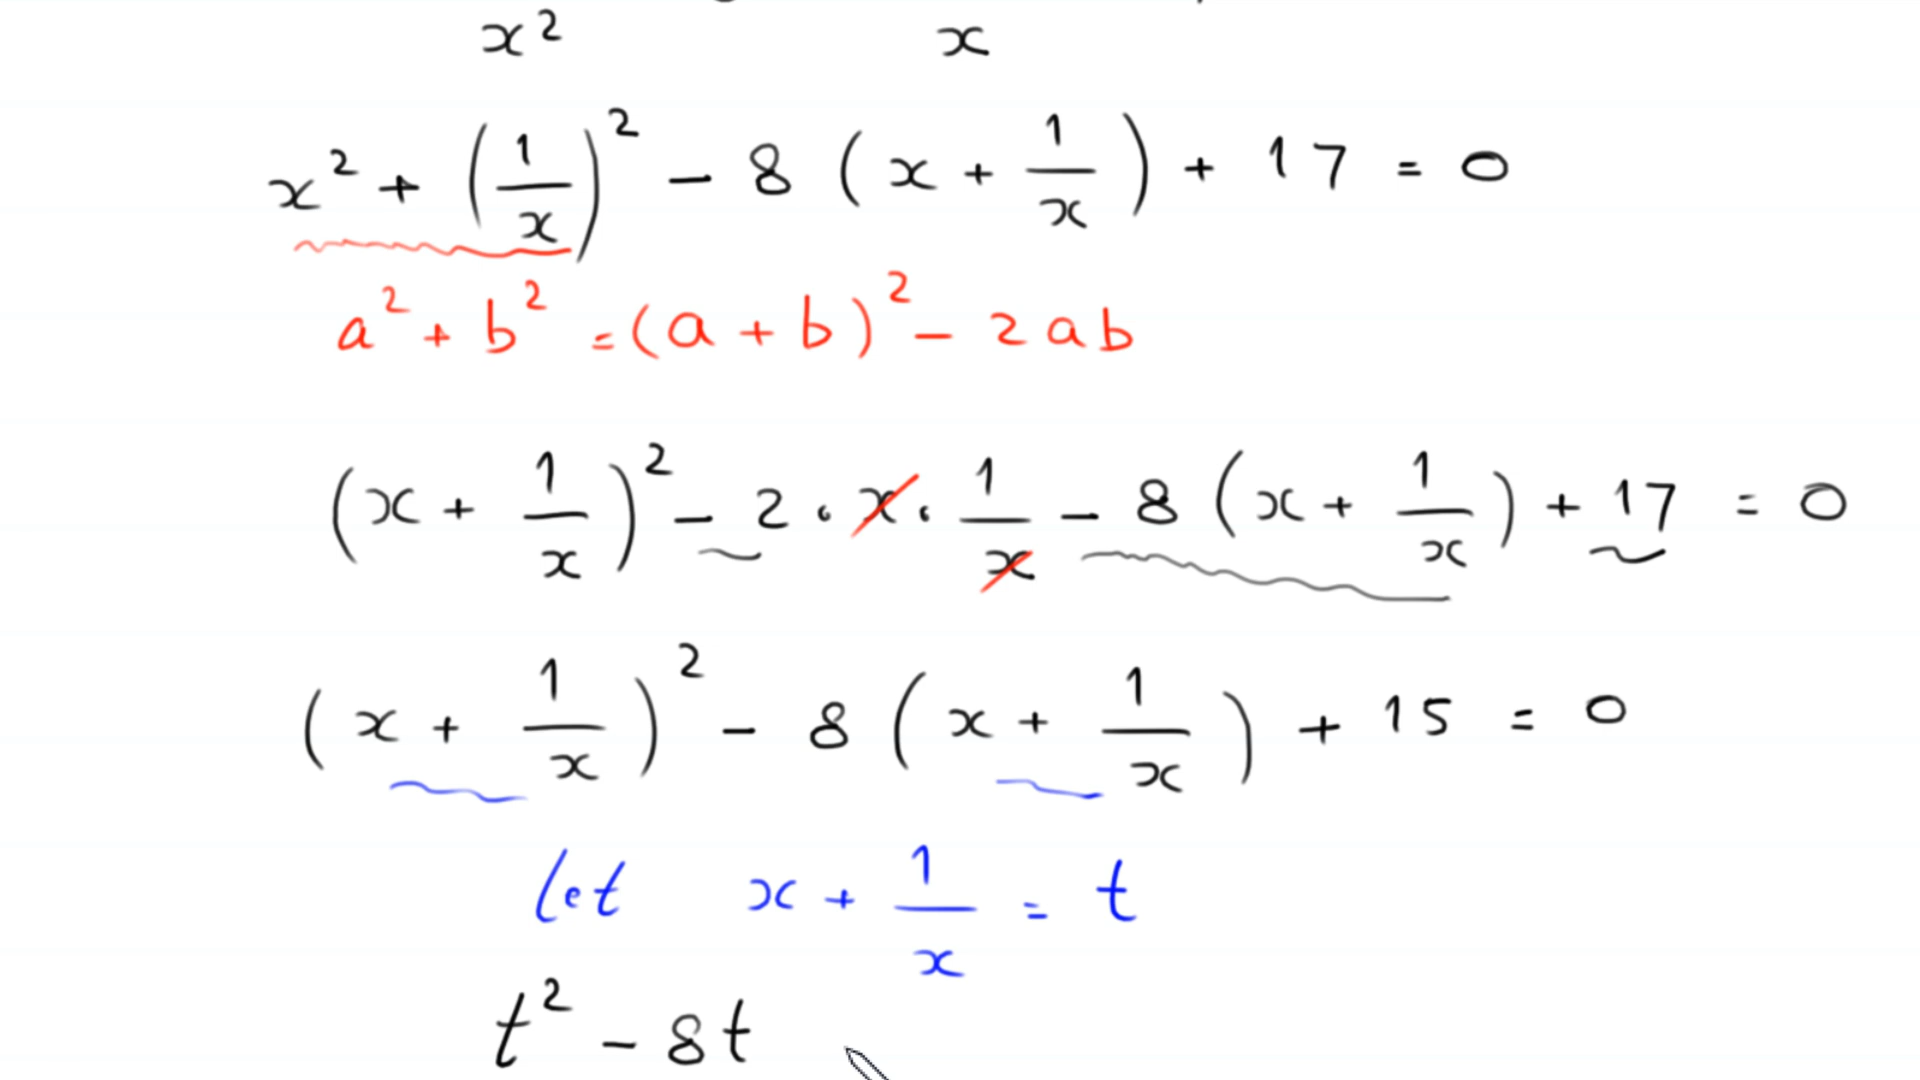 x² x
x² + (1/x)² - 8 (x + 1/x) + 17 = 0
a² + b² = (a + b)² - 2ab
(x + 1/x)² - 2 · x · 1/x - 8 (x + 1/x) + 17 = 0
(x + 1/x)² - 8 (x + 1/x) + 15 = 0
let x + 1/x = t
t² - 8t